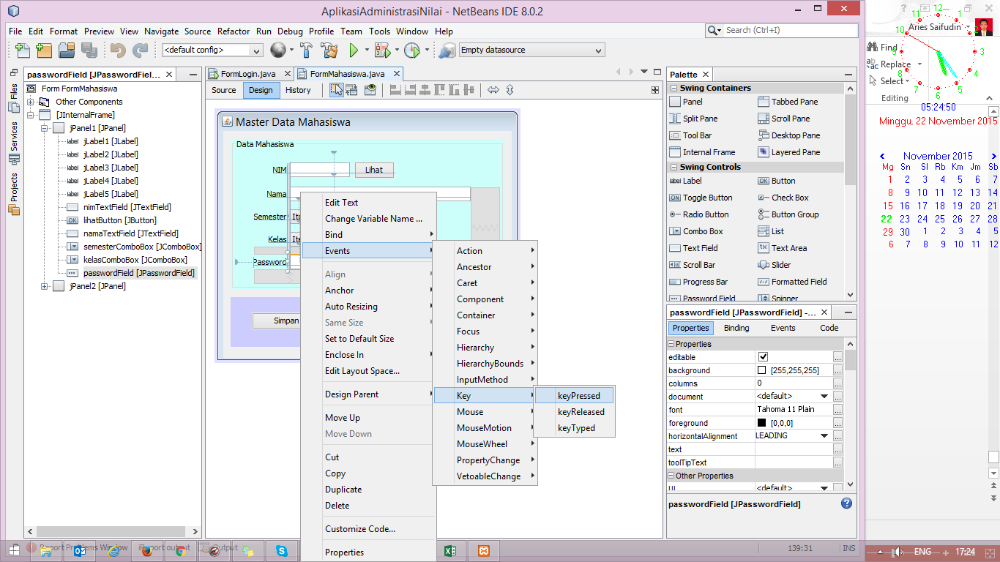 AplikasiAdministrasiNilai - NetBeans IDE 8.0.2
File Edit Format Preview View Navigate Source Refactor Run Debug Profile Team Tools Window Help
Search (Ctrl+I)
<default config>
Empty datasource
passwordField [JPasswordFiel...
Form FormMahasiswa
Other Components
[JInternalFrame]
jPanel1 [JPanel]
jLabel1 [JLabel]
jLabel2 [JLabel]
jLabel3 [JLabel]
jLabel4 [JLabel]
jLabel5 [JLabel]
nimTextField [JTextField]
lihatButton [JButton]
namaTextField [JTextField]
semesterComboBox [JComboBox]
kelasComboBox [JComboBox]
passwordField [JPasswordField]
jPanel2 [JPanel]
Files
Services
Projects
FormLogin.java
FormMahasiswa.java
Source Design History
Master Data Mahasiswa
Data Mahasiswa
NIM
Lihat
Nama
Semester
Ite
Kelas
Ite
Password
Simpan
Edit Text
Change Variable Name ...
Bind
Events
Align
Anchor
Auto Resizing
Same Size
Set to Default Size
Enclose In
Edit Layout Space...
Design Parent
Move Up
Move Down
Cut
Copy
Duplicate
Delete
Customize Code...
Properties
Action
Ancestor
Caret
Component
Container
Focus
Hierarchy
HierarchyBounds
InputMethod
Key
Mouse
MouseMotion
MouseWheel
PropertyChange
VetoableChange
keyPressed
keyReleased
keyTyped
Palette
Swing Containers
Panel Tabbed Pane
Split Pane Scroll Pane
Tool Bar Desktop Pane
Internal Frame Layered Pane
Swing Controls
Label Button
Toggle Button Check Box
Radio Button Button Group
Combo Box List
Text Field Text Area
Scroll Bar Slider
Progress Bar Formatted Field
Password Field Spinner
passwordField [JPasswordField] - ...
Properties Binding Events Code
Properties
editable
background [255,255,255]
columns 0
document <default>
font Tahoma 11 Plain
foreground [0,0,0]
horizontalAlignment LEADING
text
toolTipText
Other Properties
UI <default>
passwordField [JPasswordField]
Aries Saifudin
Find
Replace
Select
Editing
12
1
2
3
4
5
6
7
8
9
10
11
05:24:50
Minggu, 22 November 2015
November 2015
Mg Sn Sl Rb Km Jm Sb
1 2 3 4 5 6 7
8 9 10 11 12 13 14
15 16 17 18 19 20 21
22 23 24 25 26 27 28
29 30 1 2 3 4 5
6 7 8 9 10 11 12
Report Problems Window
iReport output
output
139:31
INS
ENG
17:24